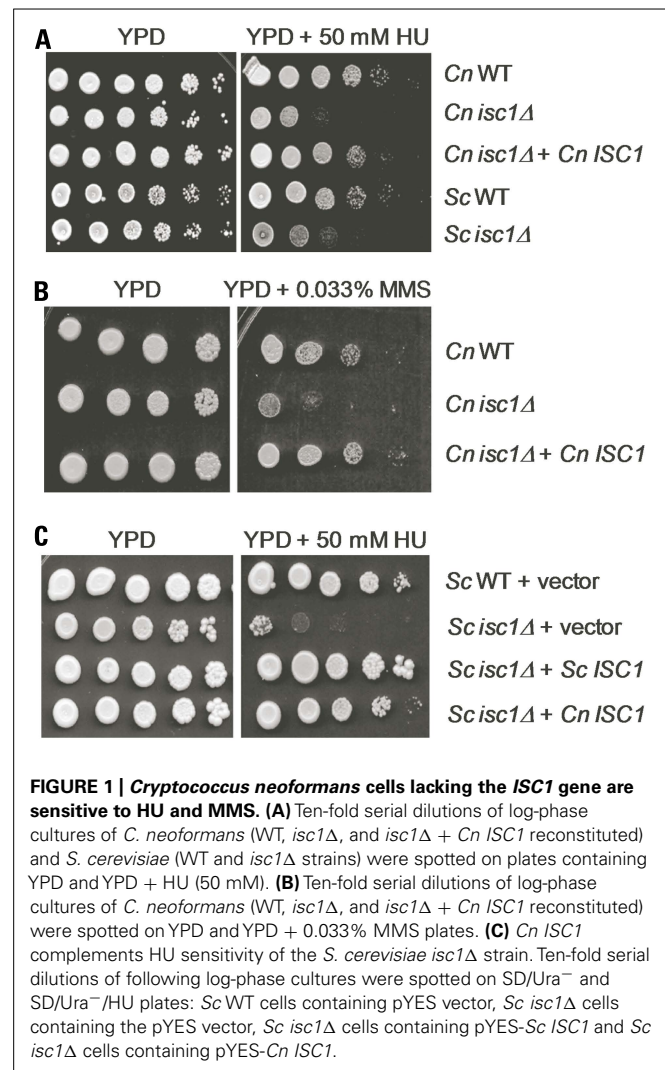 A
YPD
YPD + 50 mM HU
Cn WT
Cn isc1Δ
Cn isc1Δ + Cn ISC1
Sc WT
Sc isc1Δ
B
YPD
YPD + 0.033% MMS
Cn WT
Cn isc1Δ
Cn isc1Δ + Cn ISC1
C
YPD
YPD + 50 mM HU
Sc WT + vector
Sc isc1Δ + vector
Sc isc1Δ + Sc ISC1
Sc isc1Δ + Cn ISC1
FIGURE 1 | Cryptococcus neoformans cells lacking the ISC1 gene are
sensitive to HU and MMS. (A) Ten-fold serial dilutions of log-phase
cultures of C. neoformans (WT, isc1Δ, and isc1Δ + Cn ISC1 reconstituted)
and S. cerevisiae (WT and isc1Δ strains) were spotted on plates containing
YPD and YPD + HU (50 mM). (B) Ten-fold serial dilutions of log-phase
cultures of C. neoformans (WT, isc1Δ, and isc1Δ + Cn ISC1 reconstituted)
were spotted on YPD and YPD + 0.033% MMS plates. (C) Cn ISC1
complements HU sensitivity of the S. cerevisiae isc1Δ strain. Ten-fold serial
dilutions of following log-phase cultures were spotted on SD/Ura⁻ and
SD/Ura⁻/HU plates: Sc WT cells containing pYES vector, Sc isc1Δ cells
containing the pYES vector, Sc isc1Δ cells containing pYES-Sc ISC1 and Sc
isc1Δ cells containing pYES-Cn ISC1.